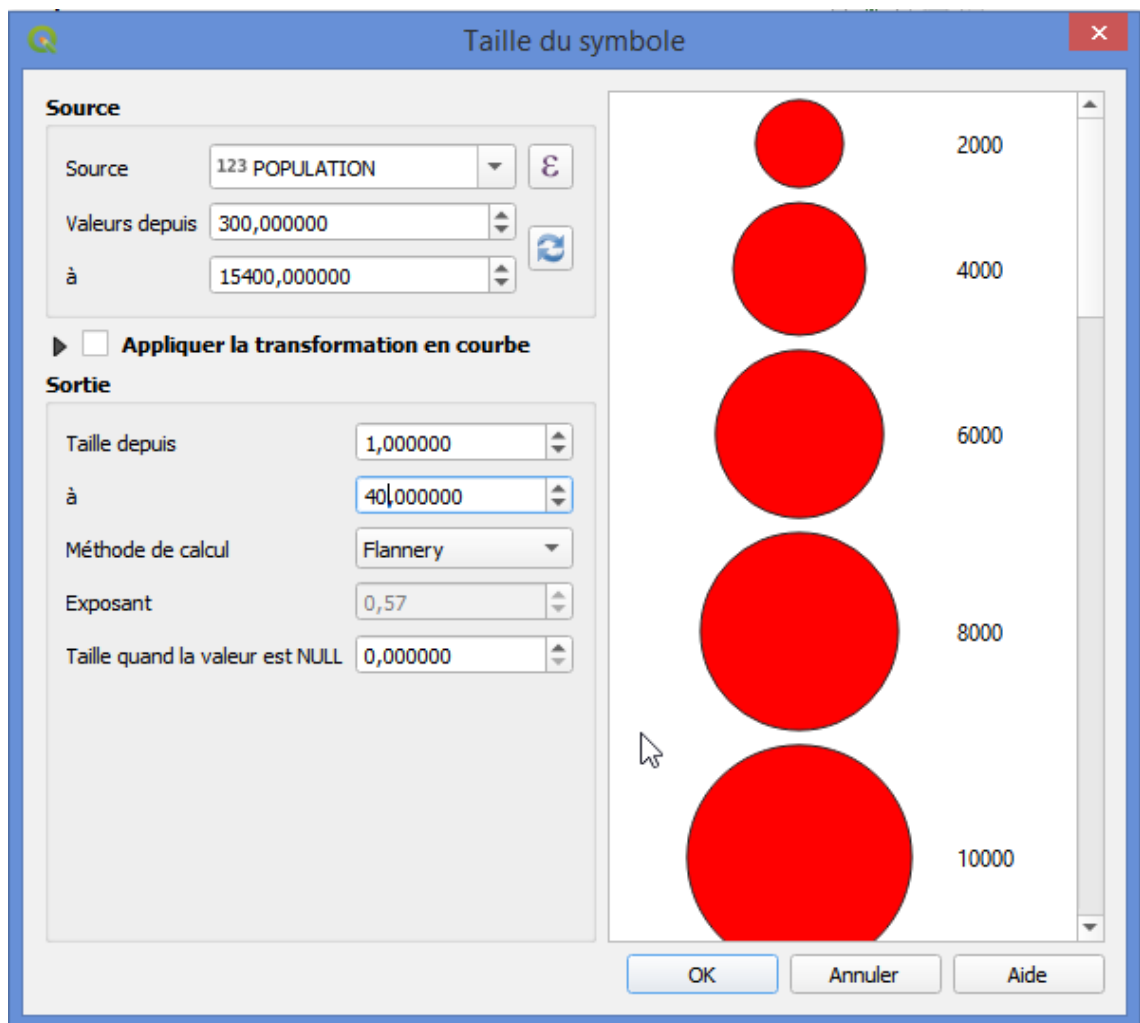 Taille du symbole
Source
Source 123 POPULATION ε
Valeurs depuis 300,000000
à 15400,000000
Appliquer la transformation en courbe
Sortie
Taille depuis 1,000000
à 40,000000
Méthode de calcul Flannery
Exposant 0,57
Taille quand la valeur est NULL 0,000000
2000
4000
6000
8000
10000
OK Annuler Aide